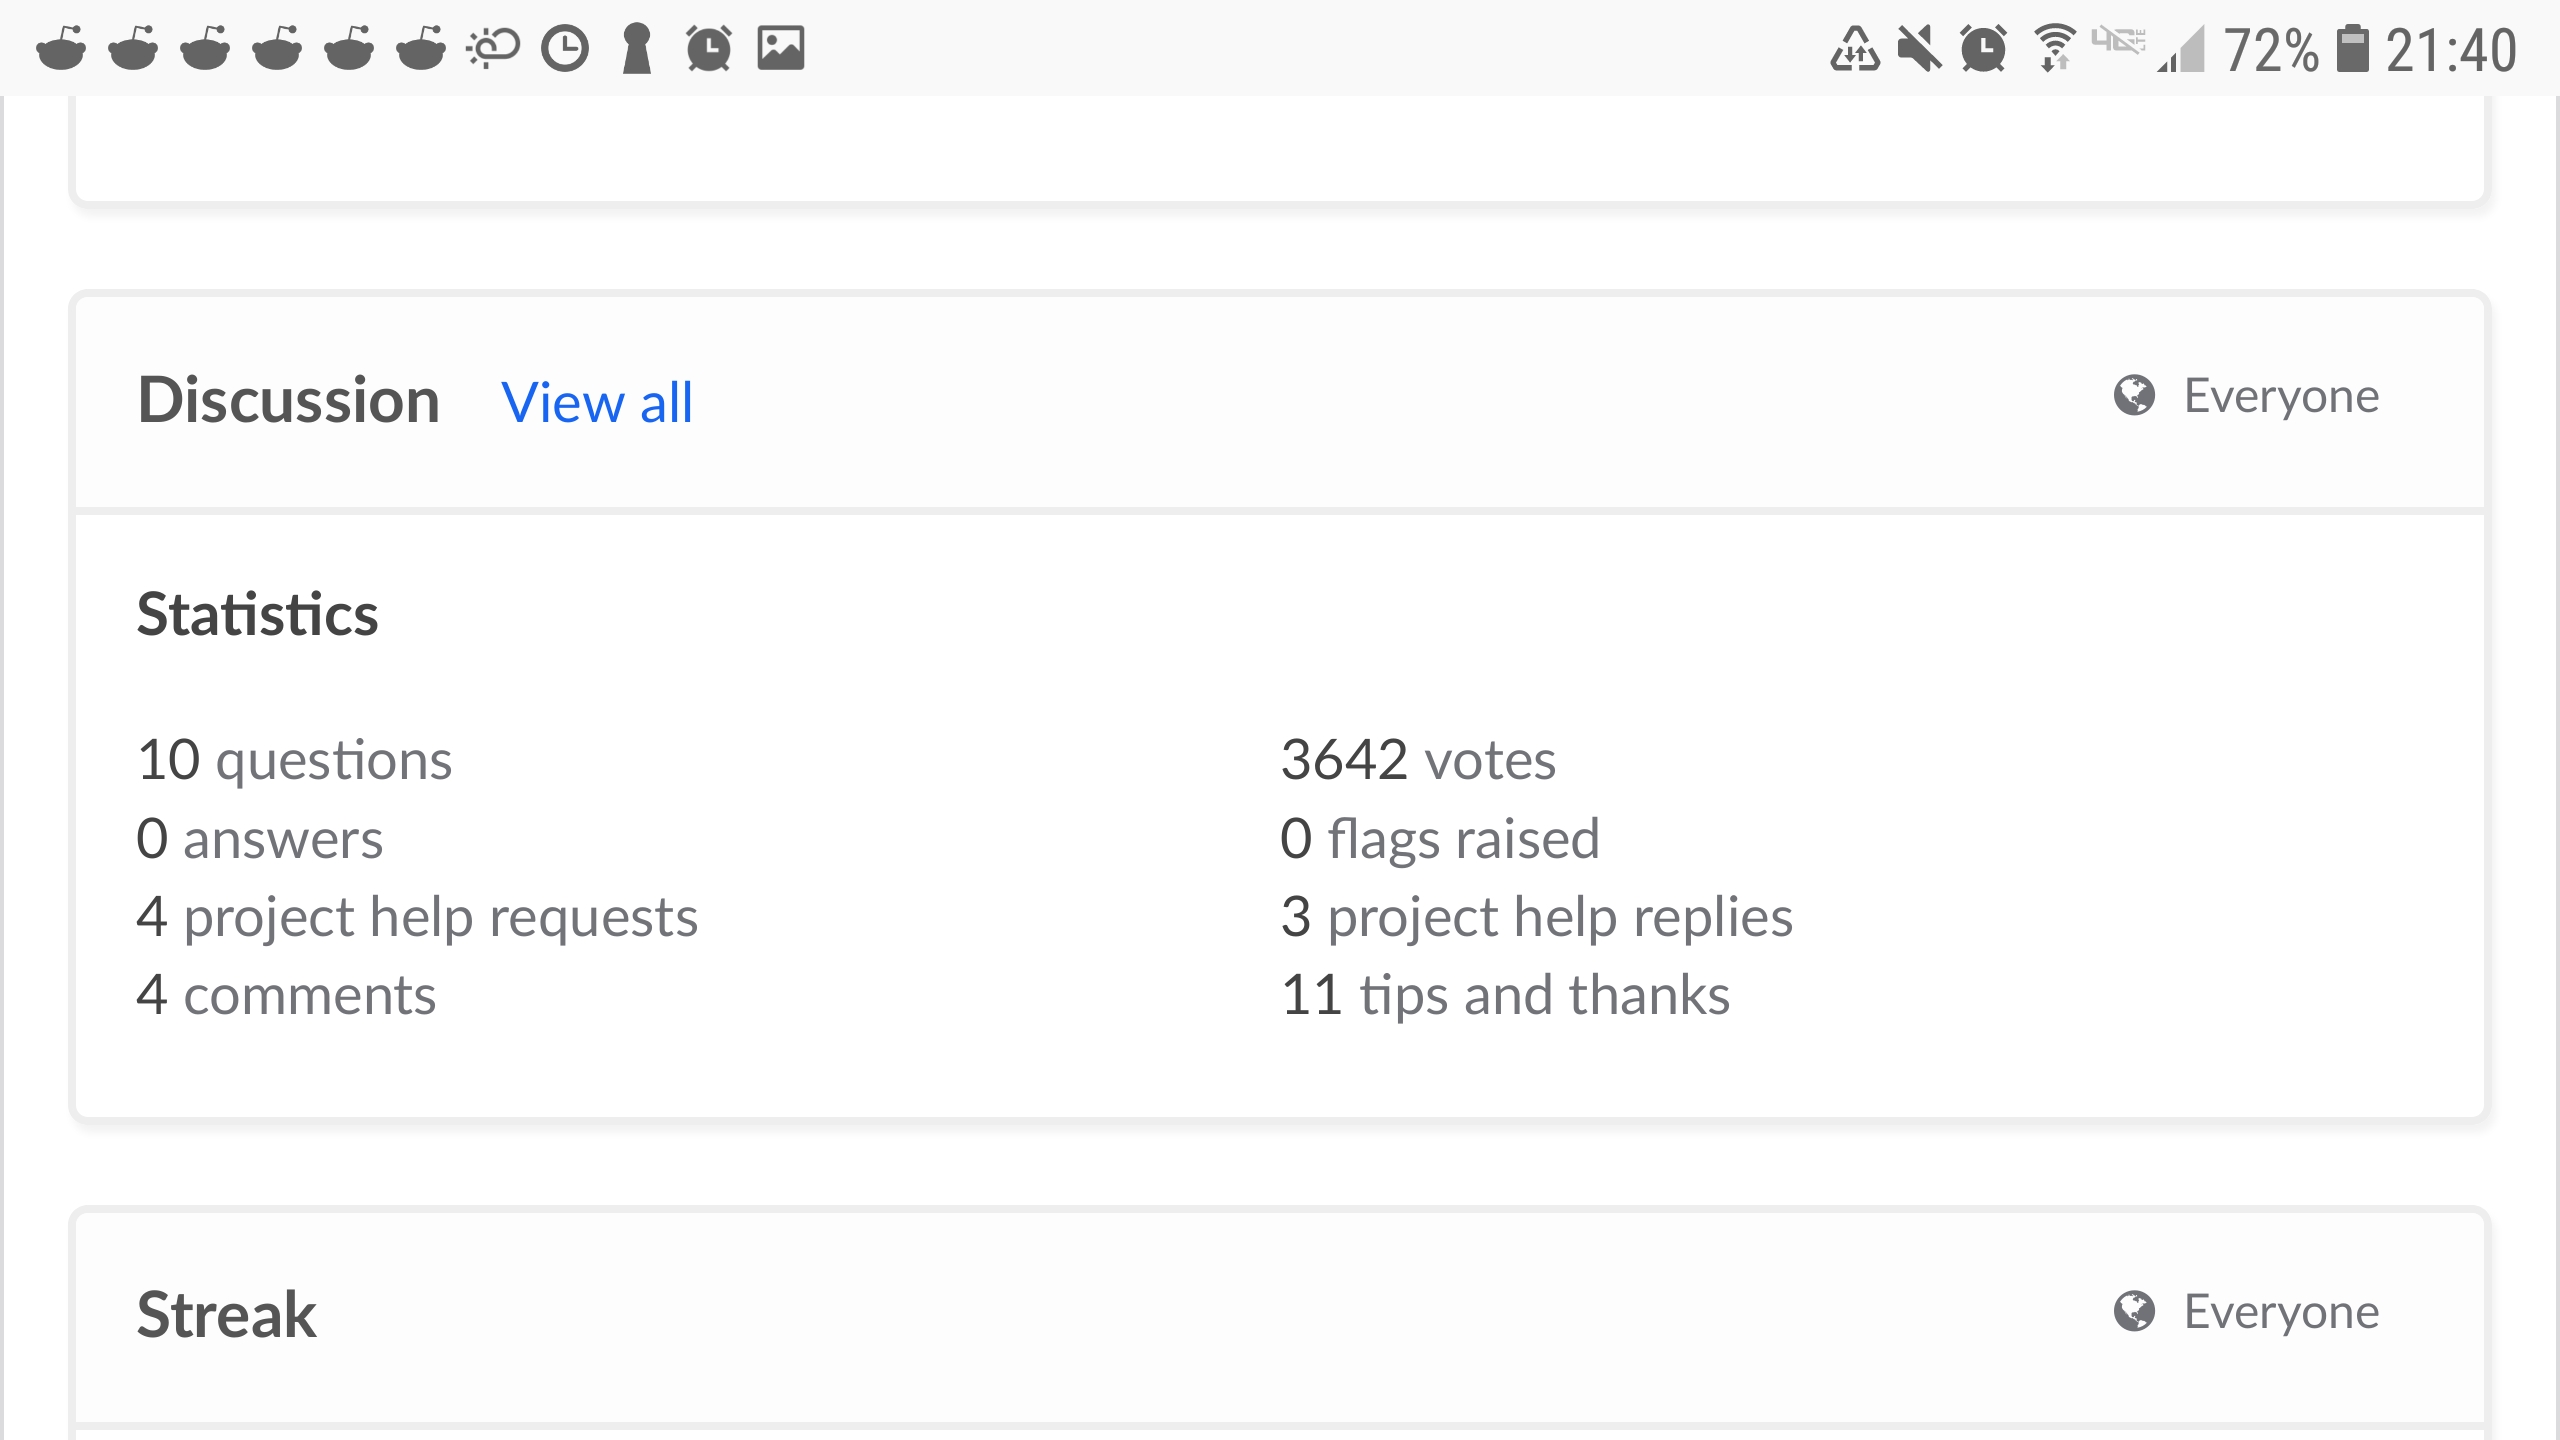 72% 21:40
Discussion View all Everyone
Statistics
10 questions 3642 votes
0 answers 0 flags raised
4 project help requests 3 project help replies
4 comments 11 tips and thanks
Streak Everyone